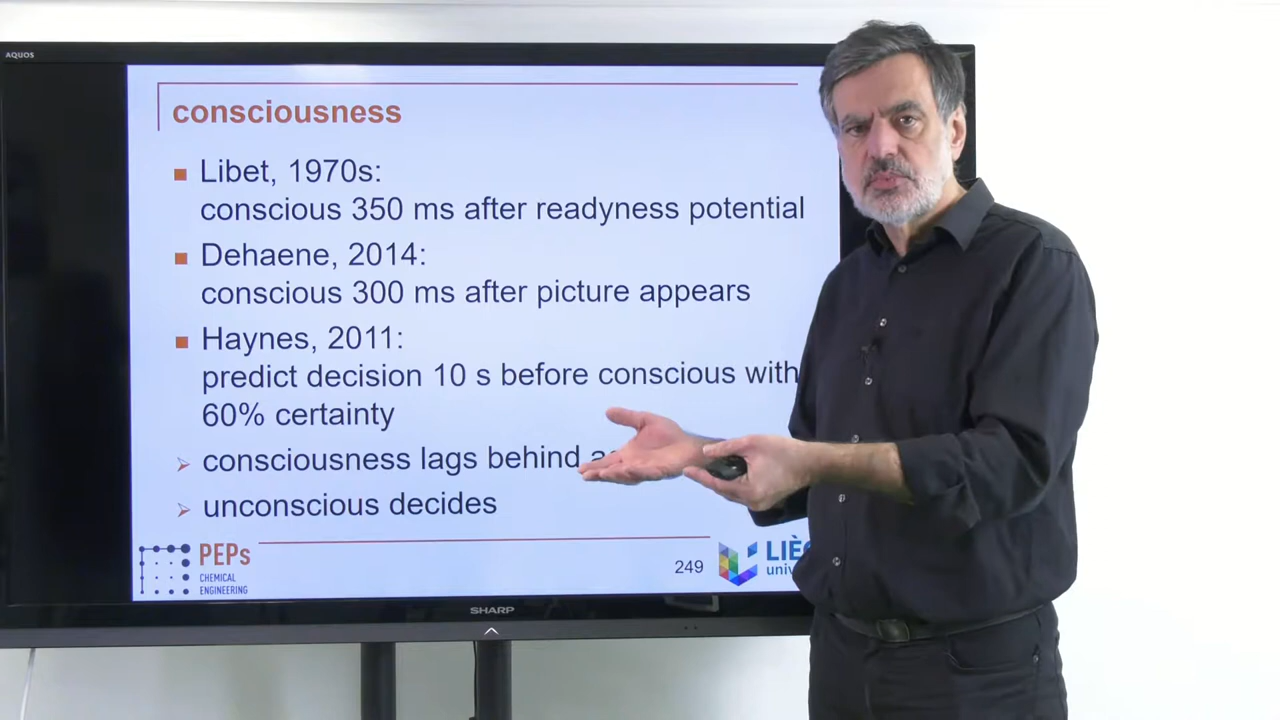 AQUOS
consciousness
Libet, 1970s:
conscious 350 ms after readyness potential
Dehaene, 2014:
conscious 300 ms after picture appears
Haynes, 2011:
predict decision 10 s before conscious with
60% certainty
consciousness lags behind
unconscious decides
PEPs
CHEMICAL
ENGINEERING
249
SHARP